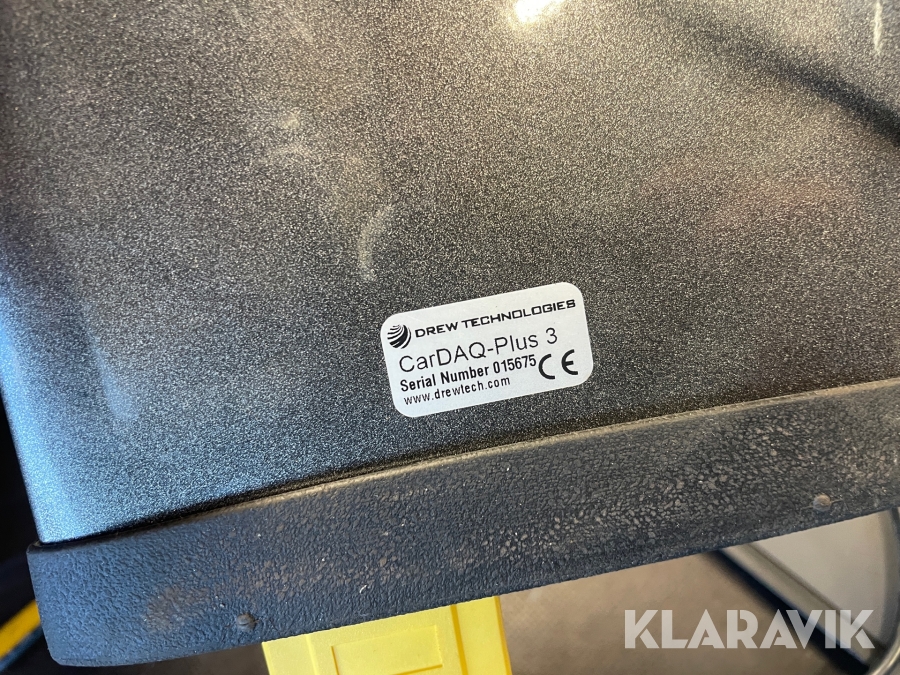 DREW TECHNOLOGIES
CarDAQ-Plus 3
Serial Number 015675 CE
www.drewtech.com
KLARAVIK